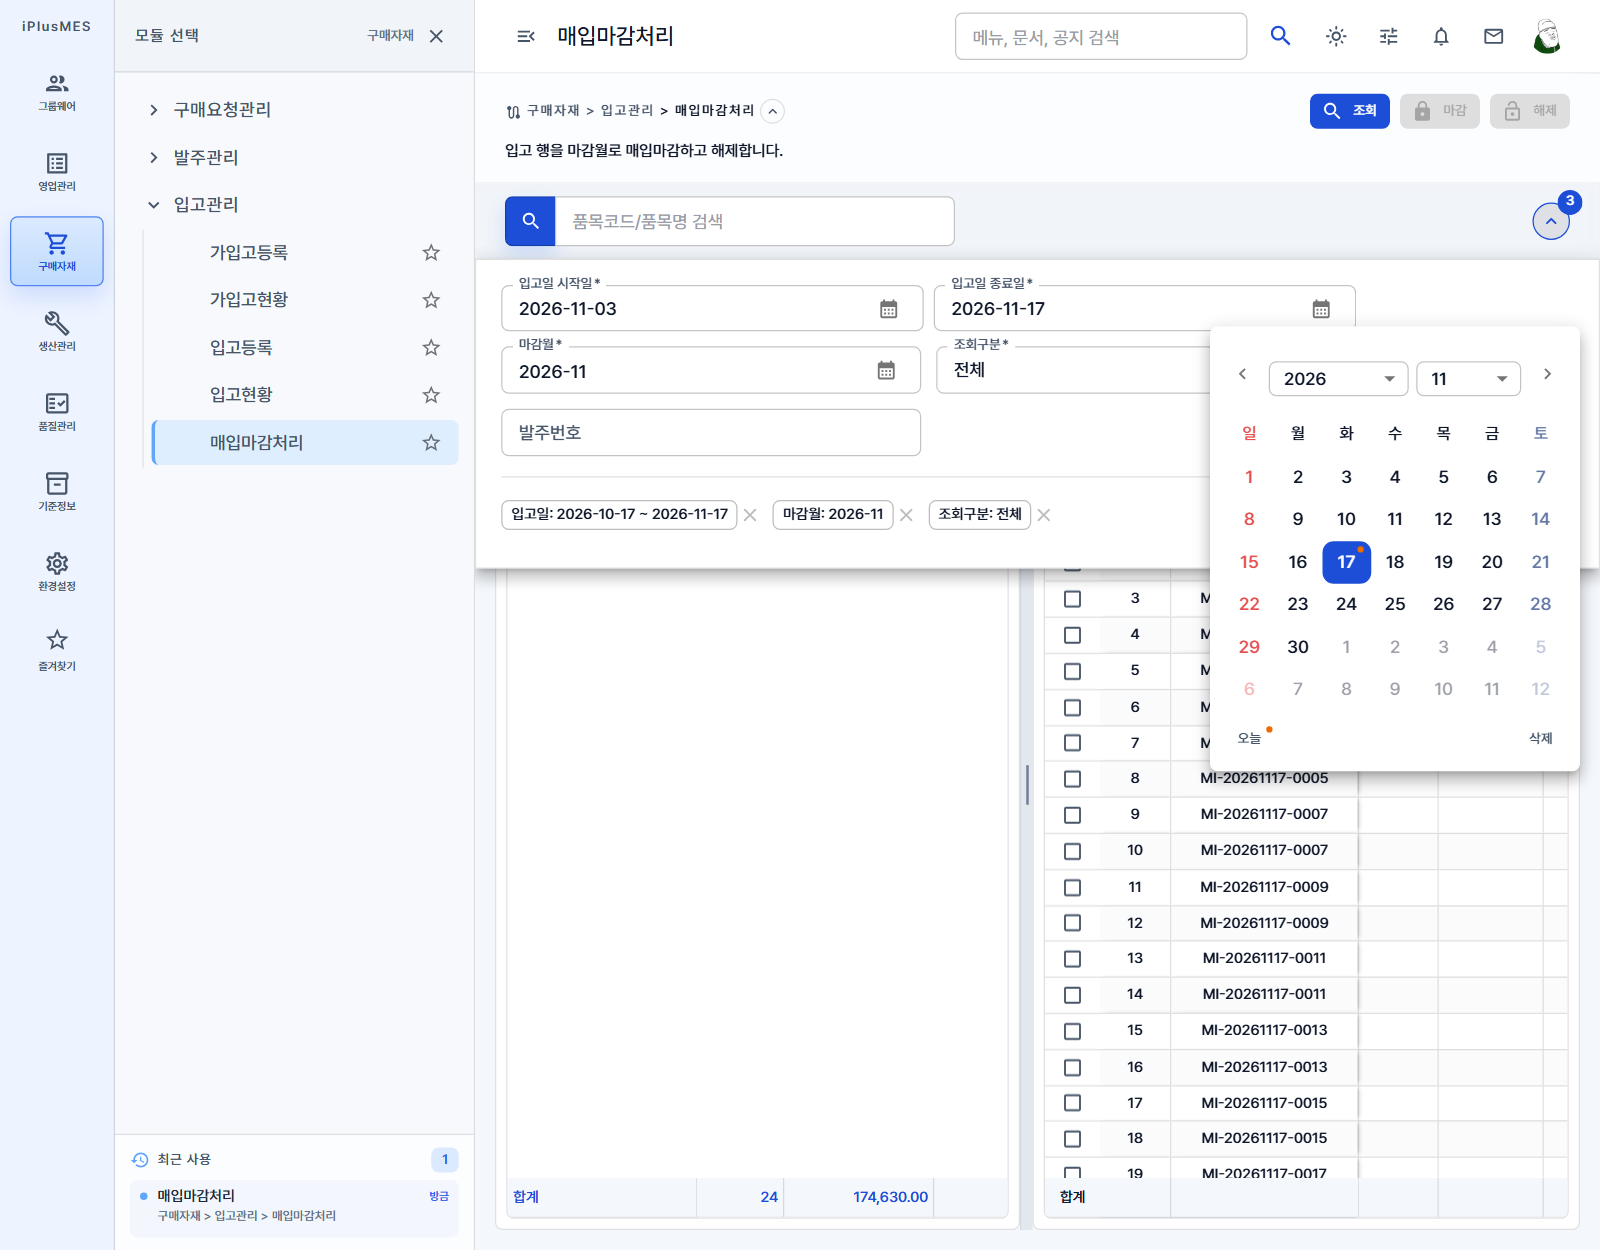 iPlusMES
그룹웨어
영업관리
구매자재
생산관리
품질관리
기준정보
환경설정
즐겨찾기
모듈 선택
구매자재
구매요청관리
발주관리
입고관리
가입고등록
가입고현황
입고등록
입고현황
매입마감처리
최근 사용
1
매입마감처리
방금
구매자재 > 입고관리 > 매입마감처리
매입마감처리
메뉴, 문서, 공지 검색
구매자재 > 입고관리 > 매입마감처리
조회
마감
해제
입고 행을 마감월로 매입마감하고 해제합니다.
품목코드/품목명 검색
3
입고일 시작일*
2026-11-03
입고일 종료일*
2026-11-17
마감월*
2026-11
조회구분*
전체
발주번호
입고일: 2026-10-17 ~ 2026-11-17
마감월: 2026-11
조회구분: 전체
2026
11
일 월 화 수 목 금 토
1 2 3 4 5 6 7
8 9 10 11 12 13 14
15 16 17 18 19 20 21
22 23 24 25 26 27 28
29 30 1 2 3 4 5
6 7 8 9 10 11 12
오늘
삭제
3
4
5
6
7
8 MI-20261117-0005
9 MI-20261117-0007
10 MI-20261117-0007
11 MI-20261117-0009
12 MI-20261117-0009
13 MI-20261117-0011
14 MI-20261117-0011
15 MI-20261117-0013
16 MI-20261117-0013
17 MI-20261117-0015
18 MI-20261117-0015
19 MI-20261117-0017
합계 24 174,630.00
합계